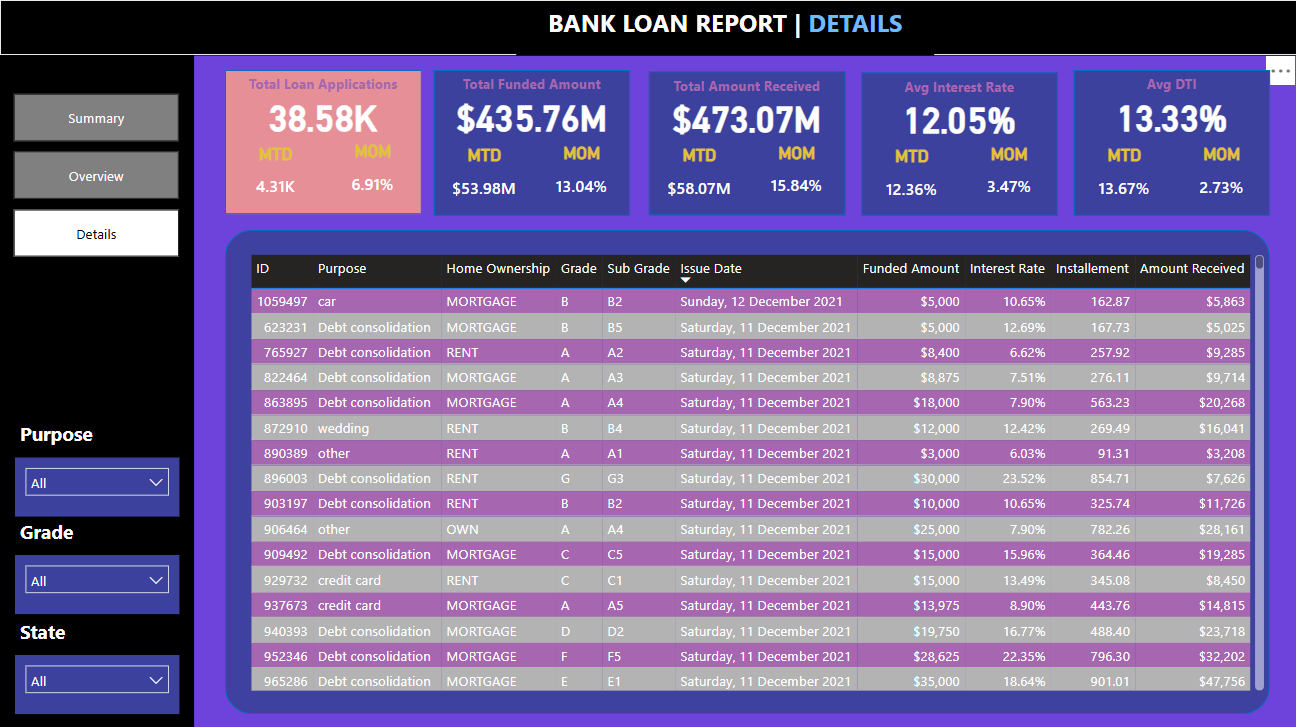 BANK LOAN REPORT | DETAILS
Summary
Overview
Details
Purpose
All
Grade
All
State
All
Total Loan Applications
38.58K
MTD MOM
4.31K 6.91%
Total Funded Amount
$435.76M
MTD MOM
$53.98M 13.04%
Total Amount Received
$473.07M
MTD MOM
$58.07M 15.84%
Avg Interest Rate
12.05%
MTD MOM
12.36% 3.47%
Avg DTI
13.33%
MTD MOM
13.67% 2.73%
ID Purpose Home Ownership Grade Sub Grade Issue Date Funded Amount Interest Rate Installement Amount Received
1059497 car MORTGAGE B B2 Sunday, 12 December 2021 $5,000 10.65% 162.87 $5,863
623231 Debt consolidation MORTGAGE B B5 Saturday, 11 December 2021 $5,000 12.69% 167.73 $5,025
765927 Debt consolidation RENT A A2 Saturday, 11 December 2021 $8,400 6.62% 257.92 $9,285
822464 Debt consolidation MORTGAGE A A3 Saturday, 11 December 2021 $8,875 7.51% 276.11 $9,714
863895 Debt consolidation MORTGAGE A A4 Saturday, 11 December 2021 $18,000 7.90% 563.23 $20,268
872910 wedding RENT B B4 Saturday, 11 December 2021 $12,000 12.42% 269.49 $16,041
890389 other RENT A A1 Saturday, 11 December 2021 $3,000 6.03% 91.31 $3,208
896003 Debt consolidation RENT G G3 Saturday, 11 December 2021 $30,000 23.52% 854.71 $7,626
903197 Debt consolidation RENT B B2 Saturday, 11 December 2021 $10,000 10.65% 325.74 $11,726
906464 other OWN A A4 Saturday, 11 December 2021 $25,000 7.90% 782.26 $28,161
909492 Debt consolidation MORTGAGE C C5 Saturday, 11 December 2021 $15,000 15.96% 364.46 $19,285
929732 credit card RENT C C1 Saturday, 11 December 2021 $15,000 13.49% 345.08 $8,450
937673 credit card MORTGAGE A A5 Saturday, 11 December 2021 $13,975 8.90% 443.76 $14,815
940393 Debt consolidation MORTGAGE D D2 Saturday, 11 December 2021 $19,750 16.77% 488.40 $23,718
952346 Debt consolidation MORTGAGE F F5 Saturday, 11 December 2021 $28,625 22.35% 796.30 $32,202
965286 Debt consolidation MORTGAGE E E1 Saturday, 11 December 2021 $35,000 18.64% 901.01 $47,756